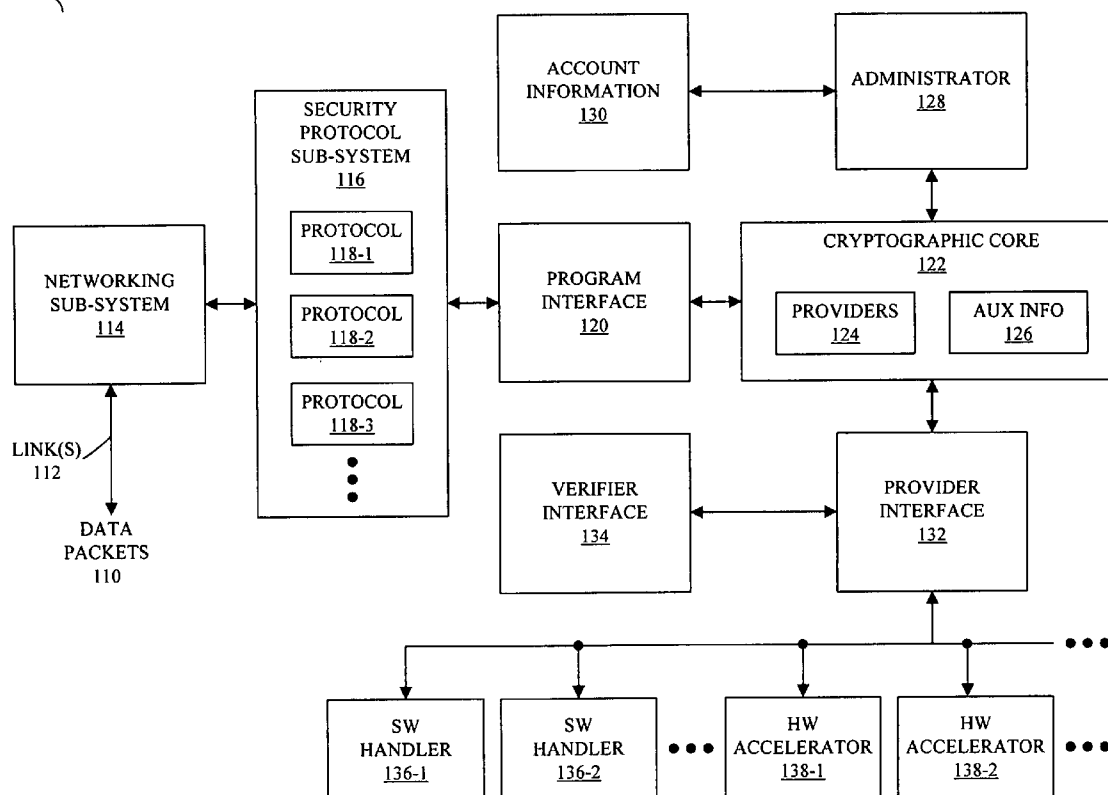 ACCOUNT
INFORMATION
130
ADMINISTRATOR
128
SECURITY
PROTOCOL
SUB-SYSTEM
116
PROTOCOL
118-1
PROTOCOL
118-2
PROTOCOL
118-3
NETWORKING
SUB-SYSTEM
114
PROGRAM
INTERFACE
120
CRYPTOGRAPHIC CORE
122
PROVIDERS
124
AUX INFO
126
LINK(S)
112
DATA
PACKETS
110
VERIFIER
INTERFACE
134
PROVIDER
INTERFACE
132
SW
HANDLER
136-1
SW
HANDLER
136-2
HW
ACCELERATOR
138-1
HW
ACCELERATOR
138-2